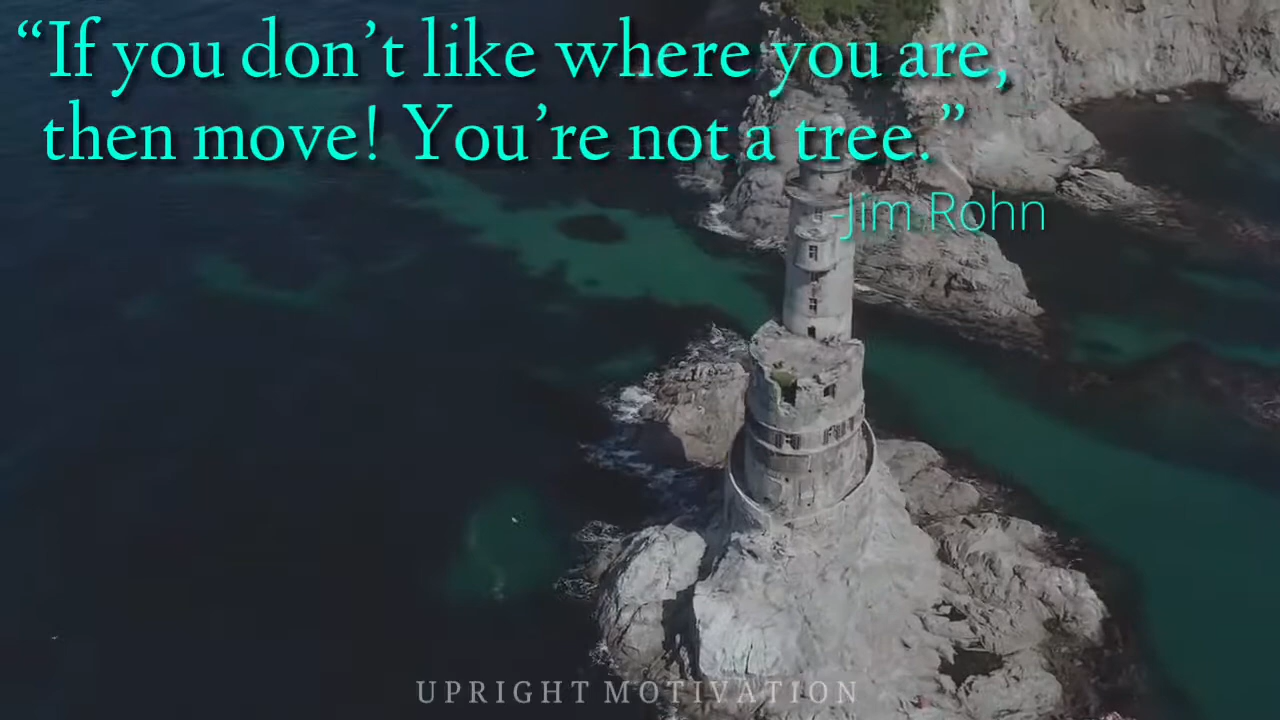 “If you don’t like where you are,
then move! You’re not a tree.”
-Jim Rohn
UPRIGHT MOTIVATION